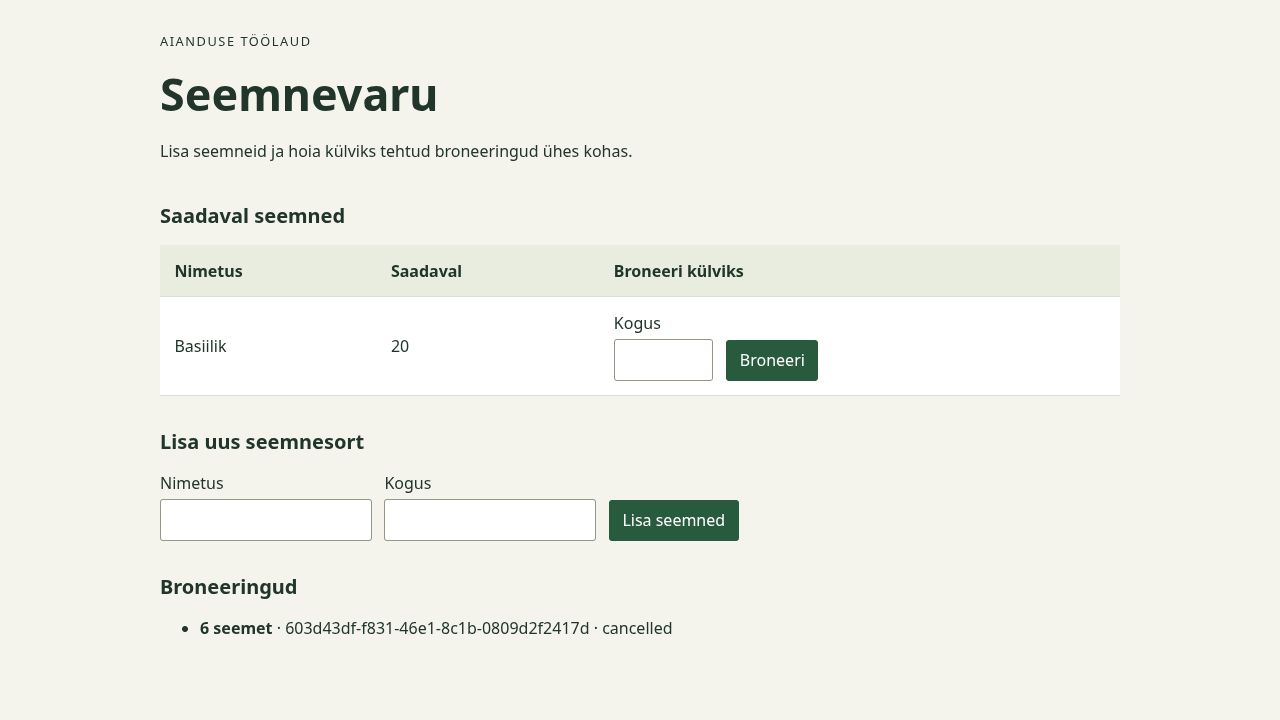 AIANDUSE TÖÖLAUD
Seemnevaru
Lisa seemneid ja hoia külviks tehtud broneeringud ühes kohas.
Saadaval seemned
Nimetus Saadaval Broneeri külviks
Kogus
Basiilik 20 Broneeri
Lisa uus seemnesort
Nimetus Kogus
Lisa seemned
Broneeringud
• 6 seemet · 603d43df-f831-46e1-8c1b-0809d2f2417d · cancelled